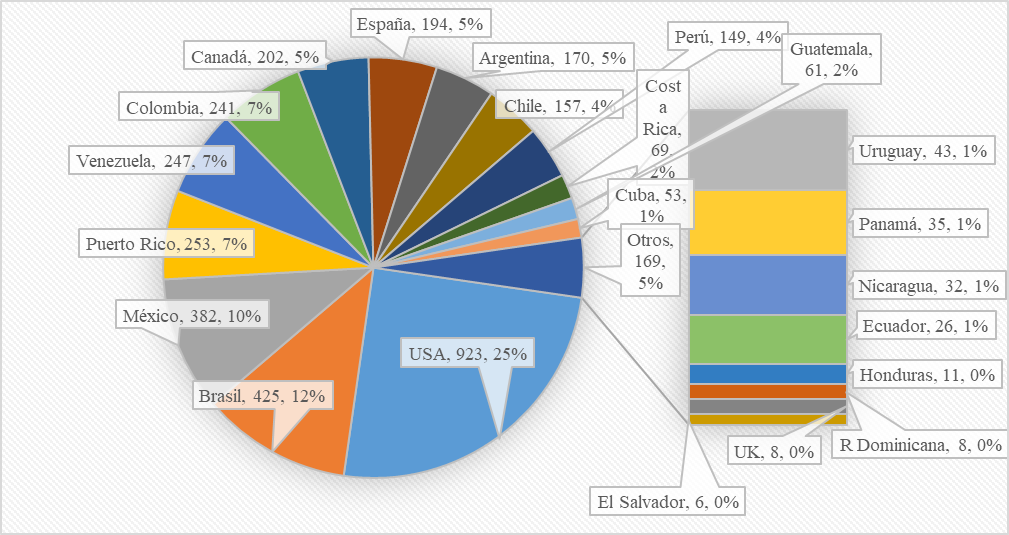 España, 194, 5%
Canadá, 202, 5%
Argentina, 170, 5%
Perú, 149, 4%
Guatemala,
61, 2%
Colombia, 241, 7%
Chile, 157, 4%
Cost
a
Rica,
69,
2%
Venezuela, 247, 7%
Uruguay, 43, 1%
Cuba, 53,
1%
Panamá, 35, 1%
Puerto Rico, 253, 7%
Otros,
169,
5%
Nicaragua, 32, 1%
México, 382, 10%
Ecuador, 26, 1%
USA, 923, 25%
Honduras, 11, 0%
Brasil, 425, 12%
R Dominicana, 8, 0%
UK, 8, 0%
El Salvador, 6, 0%